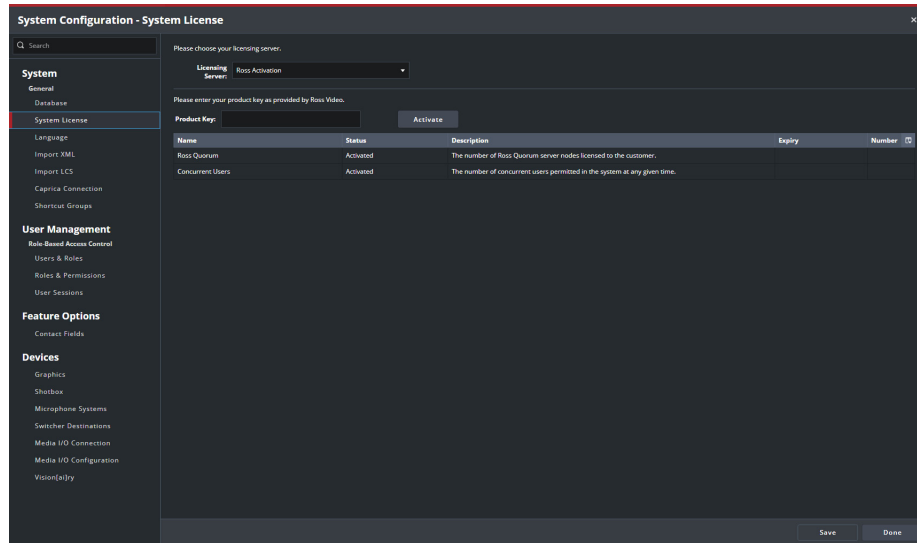 System Configuration - System License
×
Search
System
General
Database
System License
Language
Import XML
Import LCS
Caprica Connection
Shortcut Groups
User Management
Role-Based Access Control
Users & Roles
Roles & Permissions
User Sessions
Feature Options
Contact Fields
Devices
Graphics
Shotbox
Microphone Systems
Switcher Destinations
Media I/O Connection
Media I/O Configuration
Vision[ai]ry
Please choose your licensing server.
Licensing Server: Ross Activation
Please enter your product key as provided by Ross Video.
Product Key: Activate
Name Status Description Expiry Number
Ross Quorum Activated The number of Ross Quorum server nodes licensed to the customer.
Concurrent Users Activated The number of concurrent users permitted in the system at any given time.
Save Done